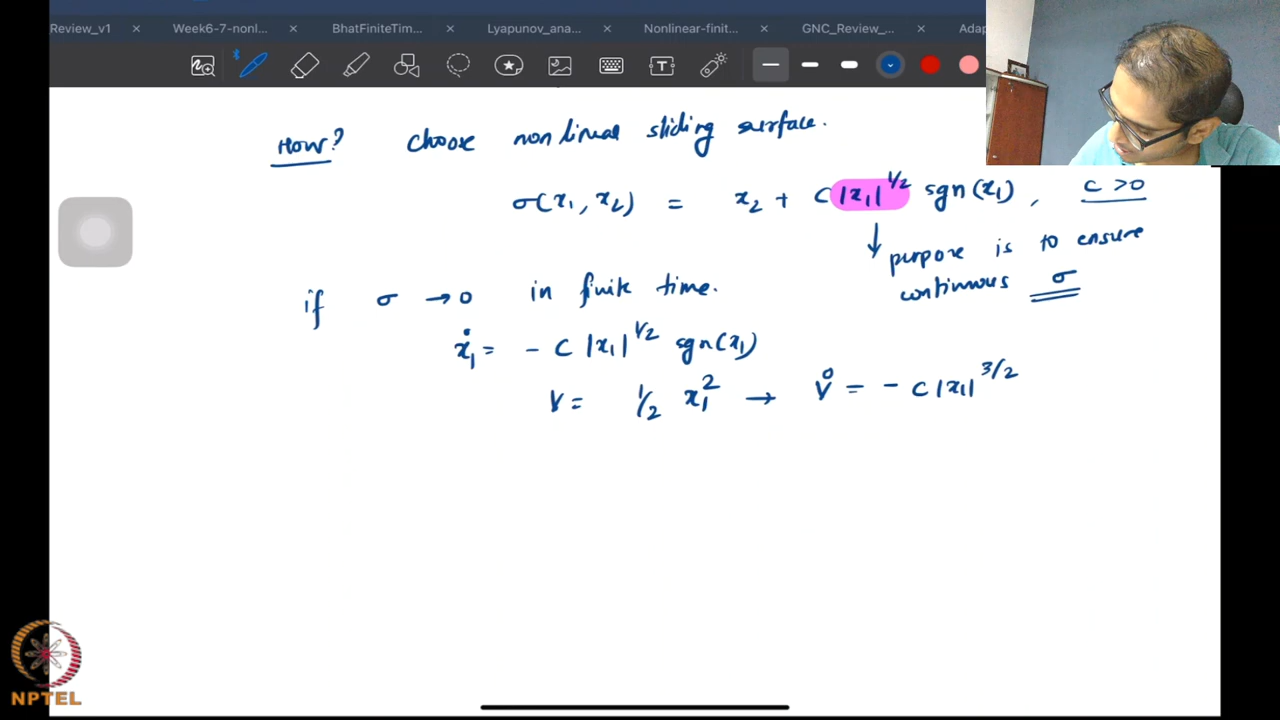 Review_v1 × Week6-7-nonl... × BhatFiniteTim... × Lyapunov_ana... × Nonlinear-finit... × GNC_Review_... × Adap
How? choose nonlinear sliding surface.
σ(x₁, x₂) = x₂ + c|x₁|^1/2 sgn(x₁), c > 0
↓ purpose is to ensure
continuous σ
if σ → 0 in finite time.
ẋ₁ = - c |x₁|^1/2 sgn(x₁)
V = 1/2 x₁² → V̇ = - c|x₁|^3/2
NPTEL